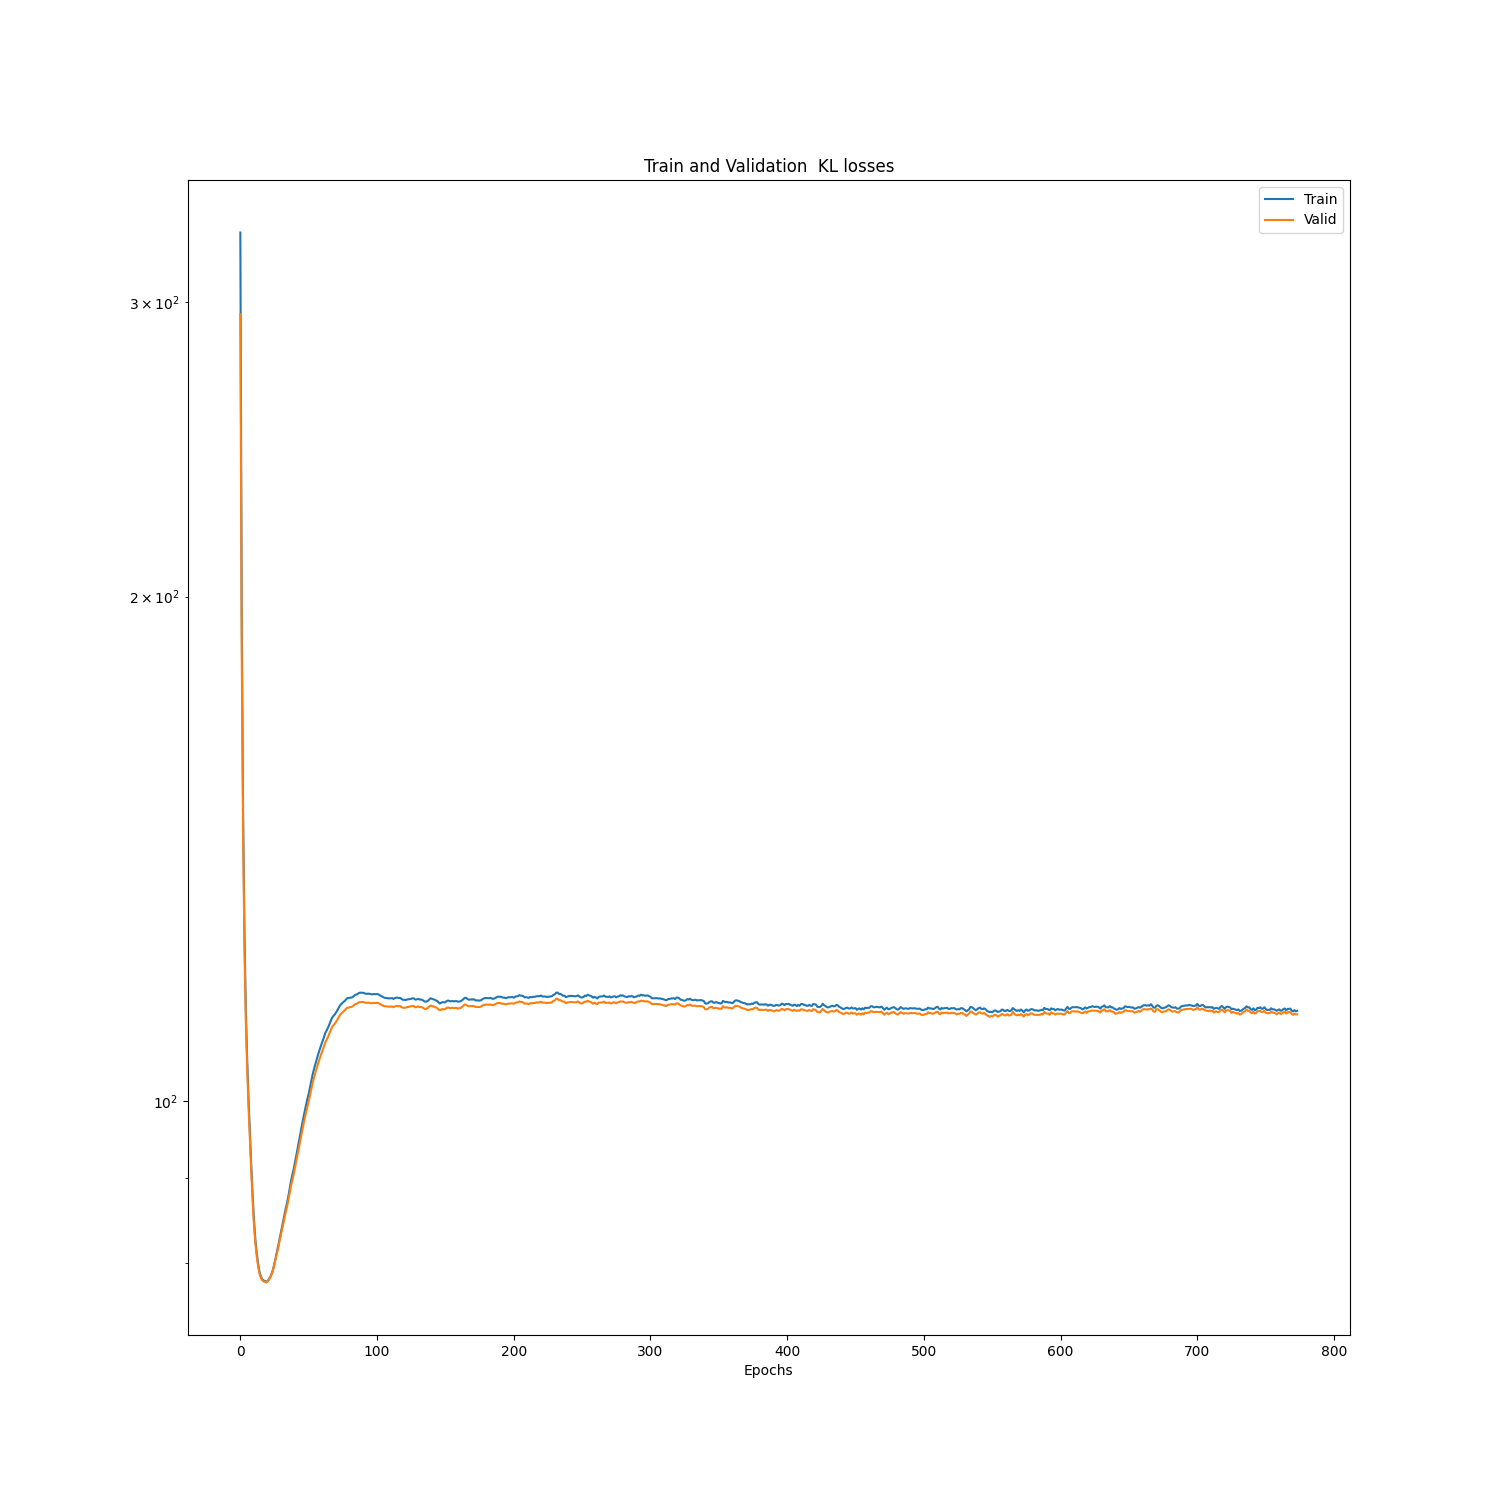 Train and Validation  KL losses
Train
Valid
3 × 10²
2 × 10²
10²
0 100 200 300 400 500 600 700 800
Epochs